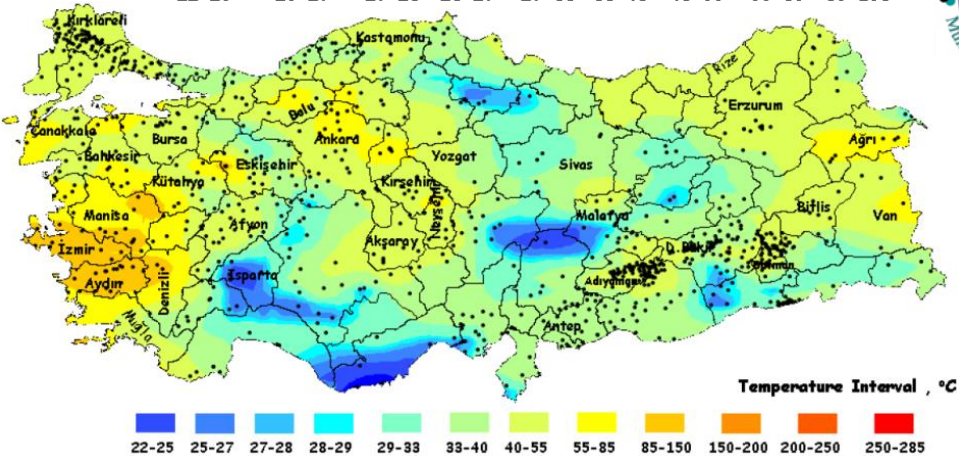 Kırklareli
Kastamonu
Rize
Bolu
Erzurum
Çanakkale
Bursa
Ankara
Ağrı
Balıkesir
Eskişehir
Yozgat
Sivas
Kütahya
Kırşehir
Nevşehir
Bitlis
Manisa
Afyon
Malatya
Van
İzmir
Akşaray
Isparta
Aydın
Denizli
Muğla
Antep
Temperature Interval , °C
22-25 25-27 27-28 28-29 29-33 33-40 40-55 55-85 85-150 150-200 200-250 250-285